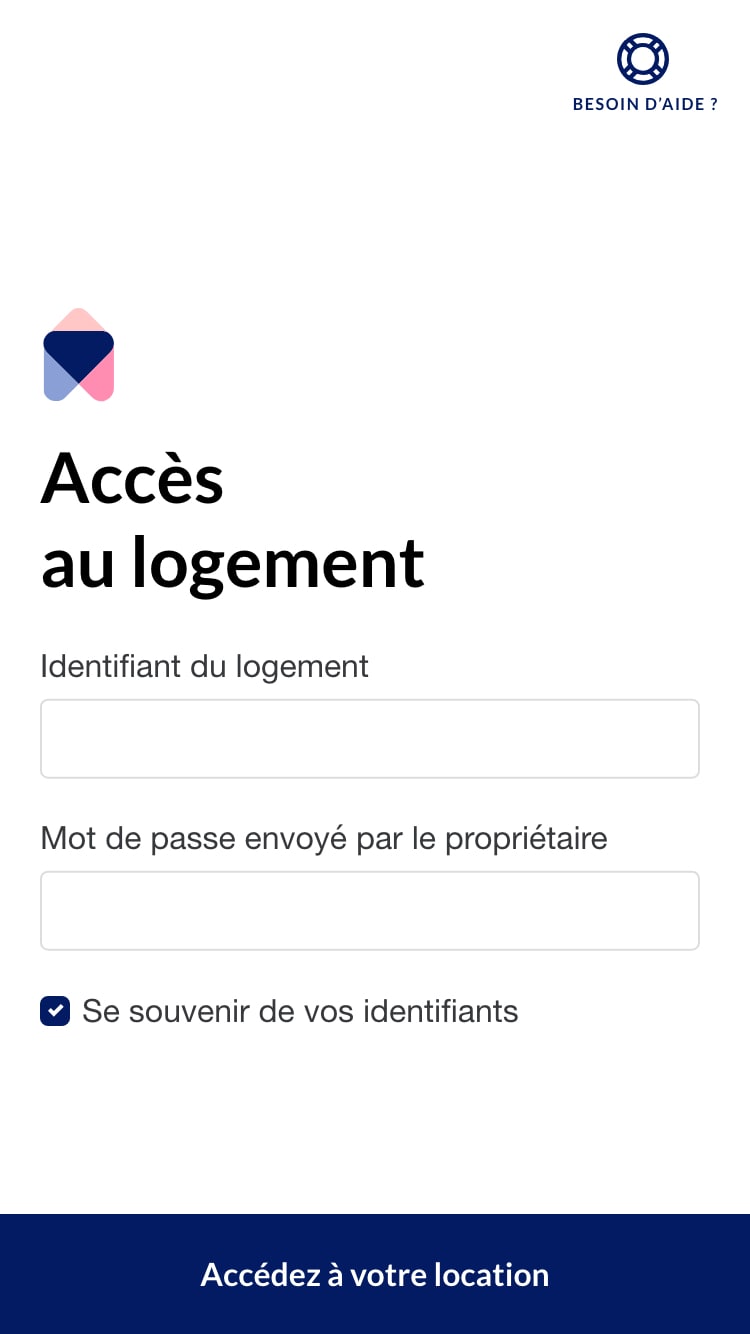 BESOIN D’AIDE ?
Accès
au logement
Identifiant du logement
Mot de passe envoyé par le propriétaire
Se souvenir de vos identifiants
Accédez à votre location